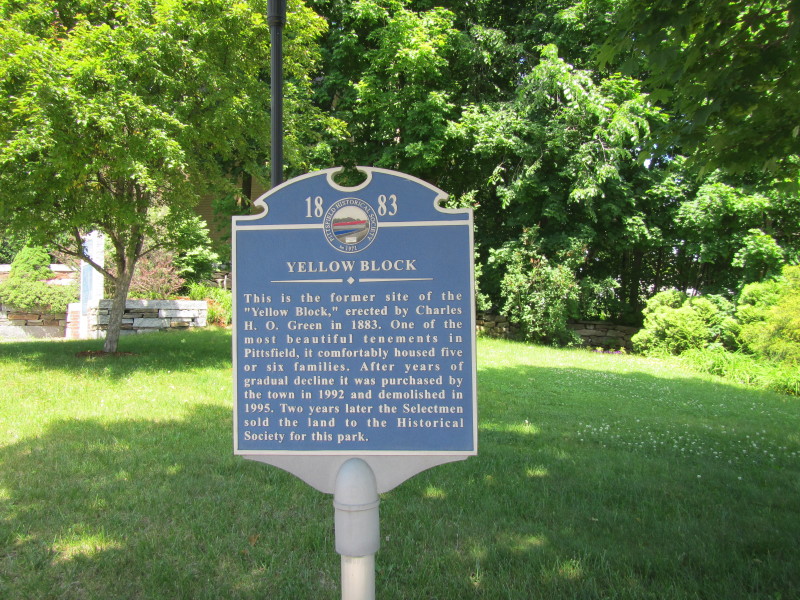 18 83
PITTSFIELD HISTORICAL SOCIETY
YELLOW BLOCK
This is the former site of the
"Yellow Block," erected by Charles
H. O. Green in 1883. One of the
most beautiful tenements in
Pittsfield, it comfortably housed five
or six families. After years of
gradual decline it was purchased by
the town in 1992 and demolished in
1995. Two years later the Selectmen
sold the land to the Historical
Society for this park.